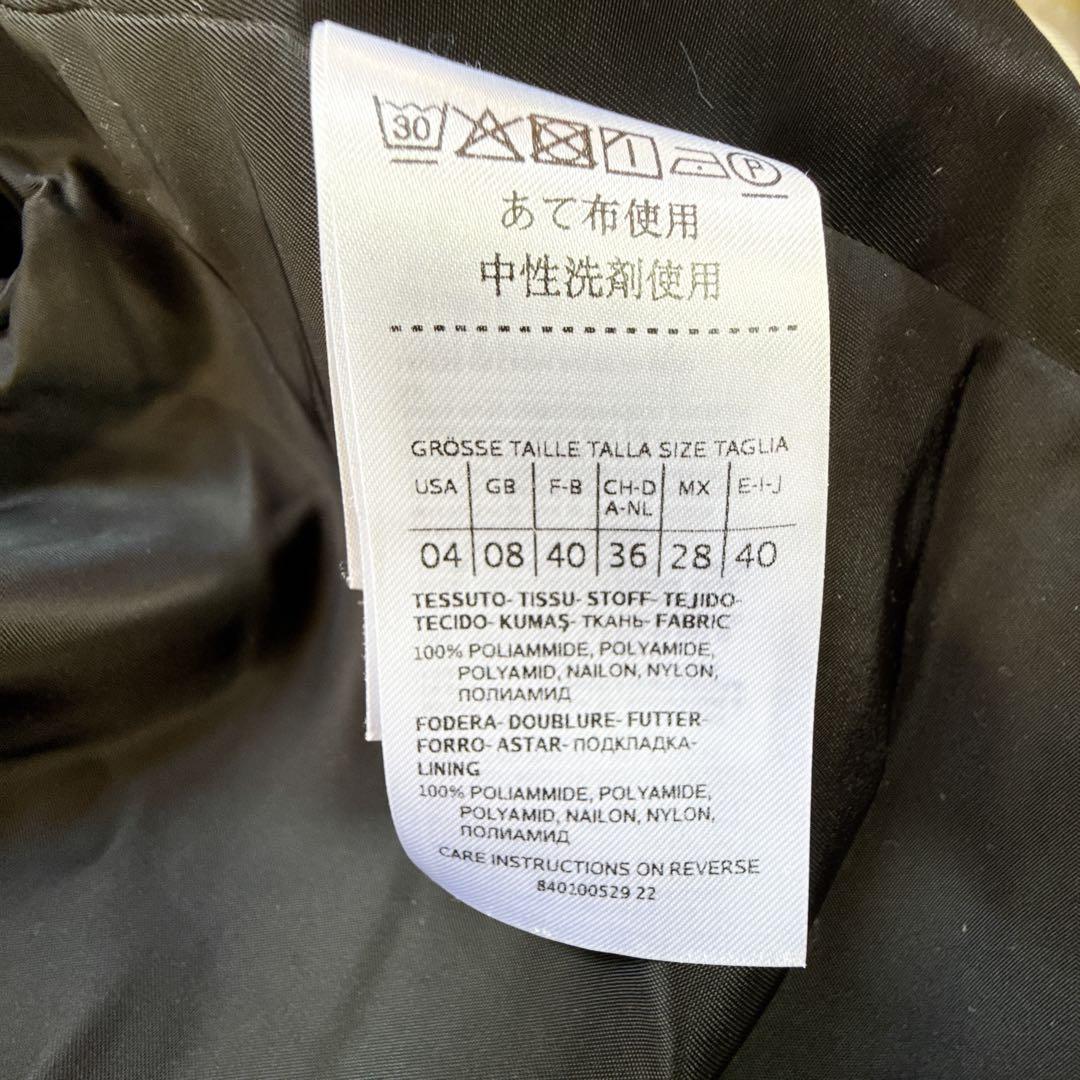 30
P
あて布使用
中性洗剤使用
GRÖSSE TAILLE TALLA SIZE TAGLIA
USA GB F-B CH-D A-NL MX E-I-J
04 08 40 36 28 40
TESSUTO- TISSU- STOFF- TEJIDO-
TECIDO- KUMAŞ- ТКАНЬ- FABRIC
100% POLIAMMIDE, POLYAMIDE,
POLYAMID, NAILON, NYLON,
ПОЛИАМИД
FODERA- DOUBLURE- FUTTER-
FORRO- ASTAR- ПОДКЛАДКА-
LINING
100% POLIAMMIDE, POLYAMIDE,
POLYAMID, NAILON, NYLON,
ПОЛИАМИД
CARE INSTRUCTIONS ON REVERSE
840200529 22